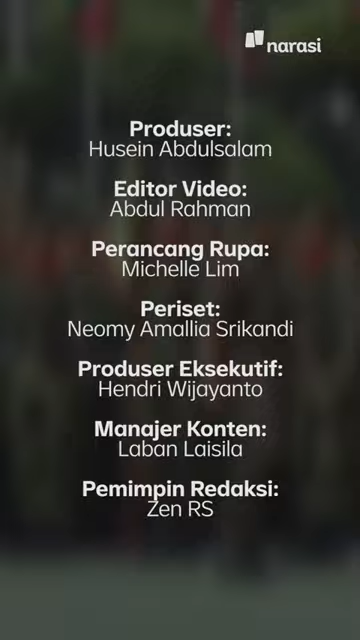 narasi
Produser:
Husein Abdulsalam
Editor Video:
Abdul Rahman
Perancang Rupa:
Michelle Lim
Periset:
Neomy Amallia Srikandi
Produser Eksekutif:
Hendri Wijayanto
Manajer Konten:
Laban Laisila
Pemimpin Redaksi:
Zen RS